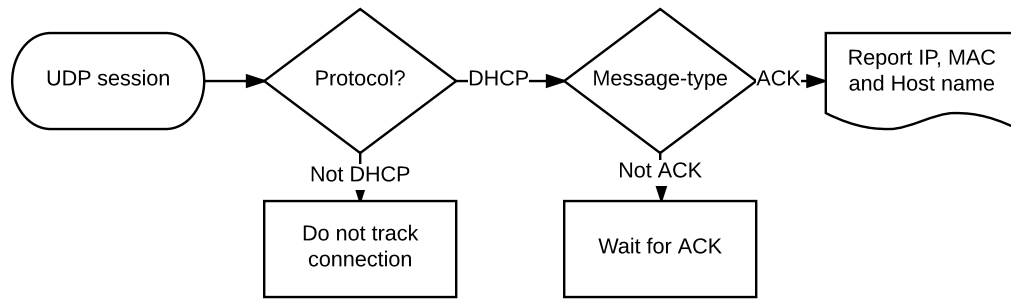 UDP session
Protocol?
DHCP
Message-type
ACK
Report IP, MAC
and Host name
Not DHCP
Not ACK
Do not track
connection
Wait for ACK